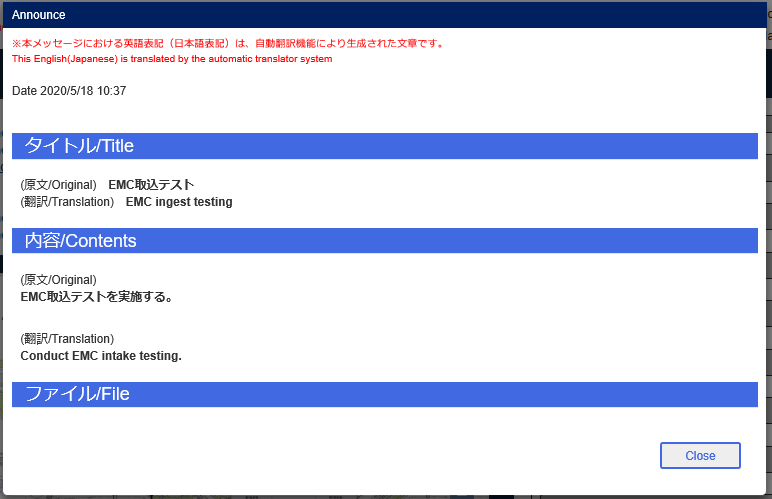 Announce
※本メッセージにおける英語表記（日本語表記）は、自動翻訳機能により生成された文章です。
This English(Japanese) is translated by the automatic translator system
Date 2020/5/18 10:37
タイトル/Title
(原文/Original) EMC取込テスト
(翻訳/Translation) EMC ingest testing
内容/Contents
(原文/Original)
EMC取込テストを実施する。
(翻訳/Translation)
Conduct EMC intake testing.
ファイル/File
Close